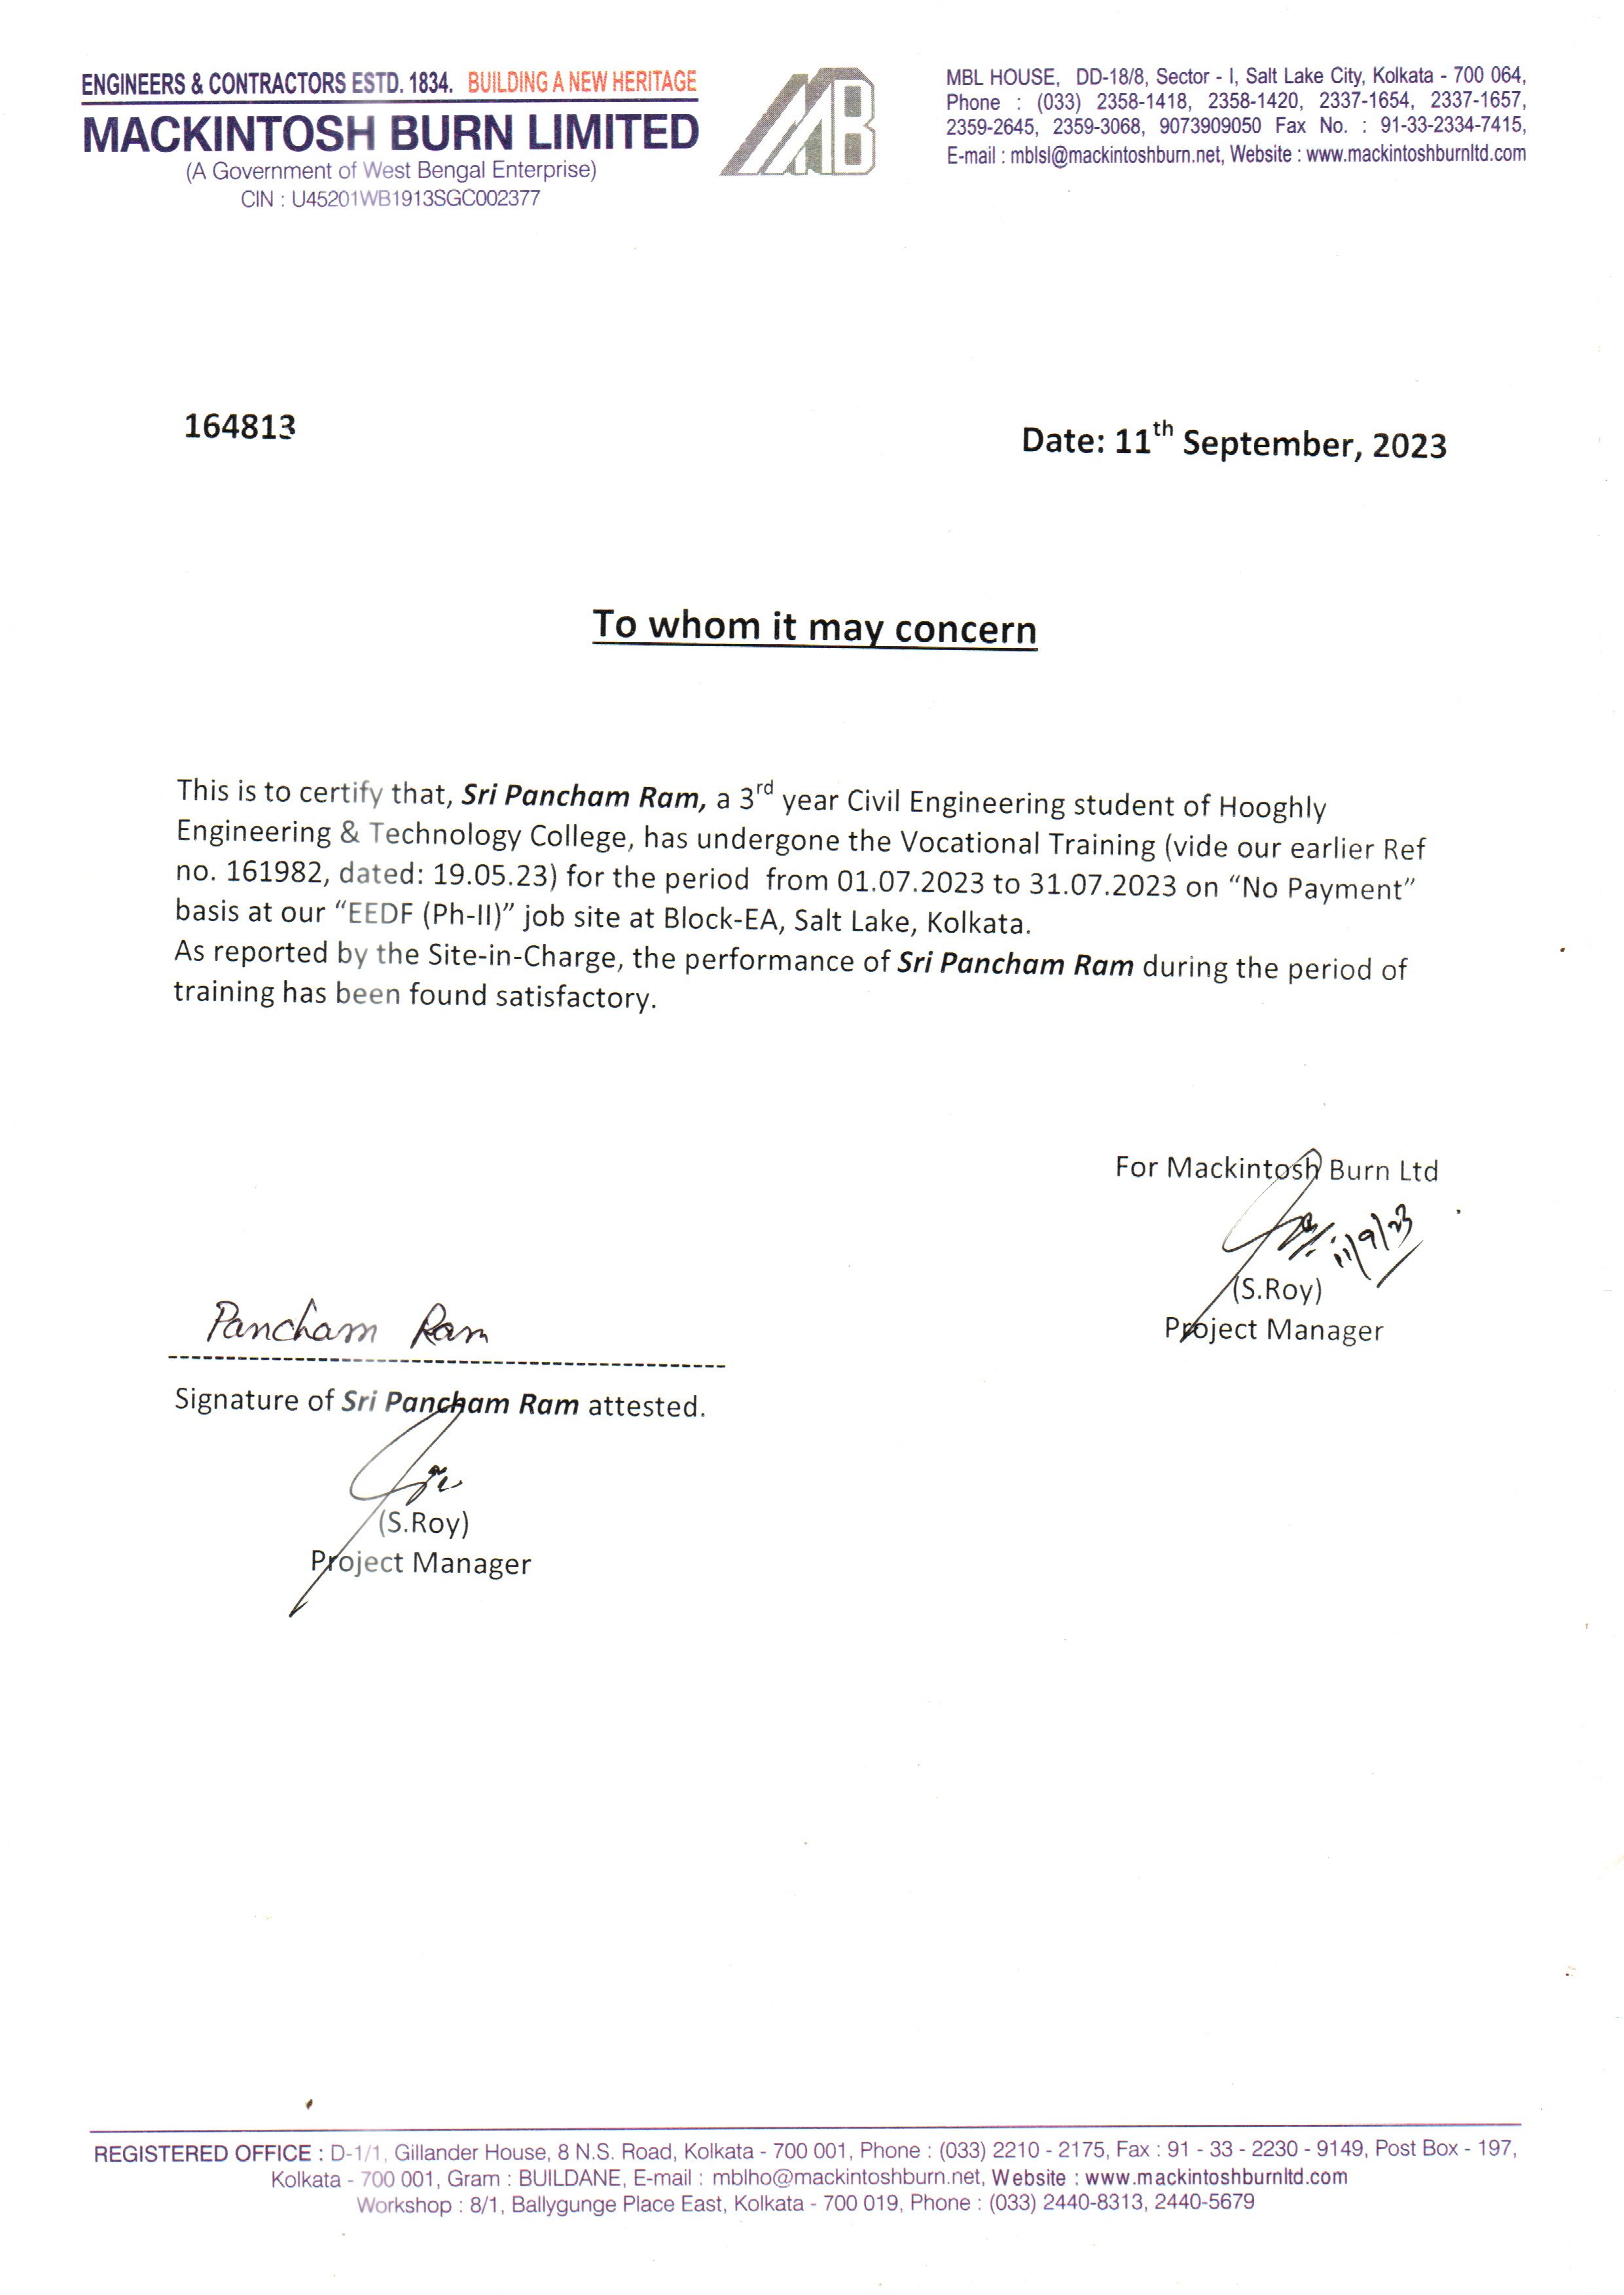 ENGINEERS & CONTRACTORS ESTD. 1834. BUILDING A NEW HERITAGE
MACKINTOSH BURN LIMITED
(A Government of West Bengal Enterprise)
CIN : U45201WB1913SGC002377
MB
MBL HOUSE, DD-18/8, Sector - I, Salt Lake City, Kolkata - 700 064,
Phone : (033) 2358-1418, 2358-1420, 2337-1654, 2337-1657,
2359-2645, 2359-3068, 9073909050 Fax No. : 91-33-2334-7415,
E-mail : mblsl@mackintoshburn.net, Website : www.mackintoshburnltd.com
164813
Date: 11th September, 2023
To whom it may concern
This is to certify that, Sri Pancham Ram, a 3rd year Civil Engineering student of Hooghly
Engineering & Technology College, has undergone the Vocational Training (vide our earlier Ref
no. 161982, dated: 19.05.23) for the period from 01.07.2023 to 31.07.2023 on “No Payment”
basis at our “EEDF (Ph-II)” job site at Block-EA, Salt Lake, Kolkata.
As reported by the Site-in-Charge, the performance of Sri Pancham Ram during the period of
training has been found satisfactory.
For Mackintosh Burn Ltd
11/9/23
(S.Roy)
Project Manager
Pancham Ram
Signature of Sri Pancham Ram attested.
(S.Roy)
Project Manager
REGISTERED OFFICE : D-1/1, Gillander House, 8 N.S. Road, Kolkata - 700 001, Phone : (033) 2210 - 2175, Fax : 91 - 33 - 2230 - 9149, Post Box - 197,
Kolkata - 700 001, Gram : BUILDANE, E-mail : mblho@mackintoshburn.net, Website : www.mackintoshburnltd.com
Workshop : 8/1, Ballygunge Place East, Kolkata - 700 019, Phone : (033) 2440-8313, 2440-5679